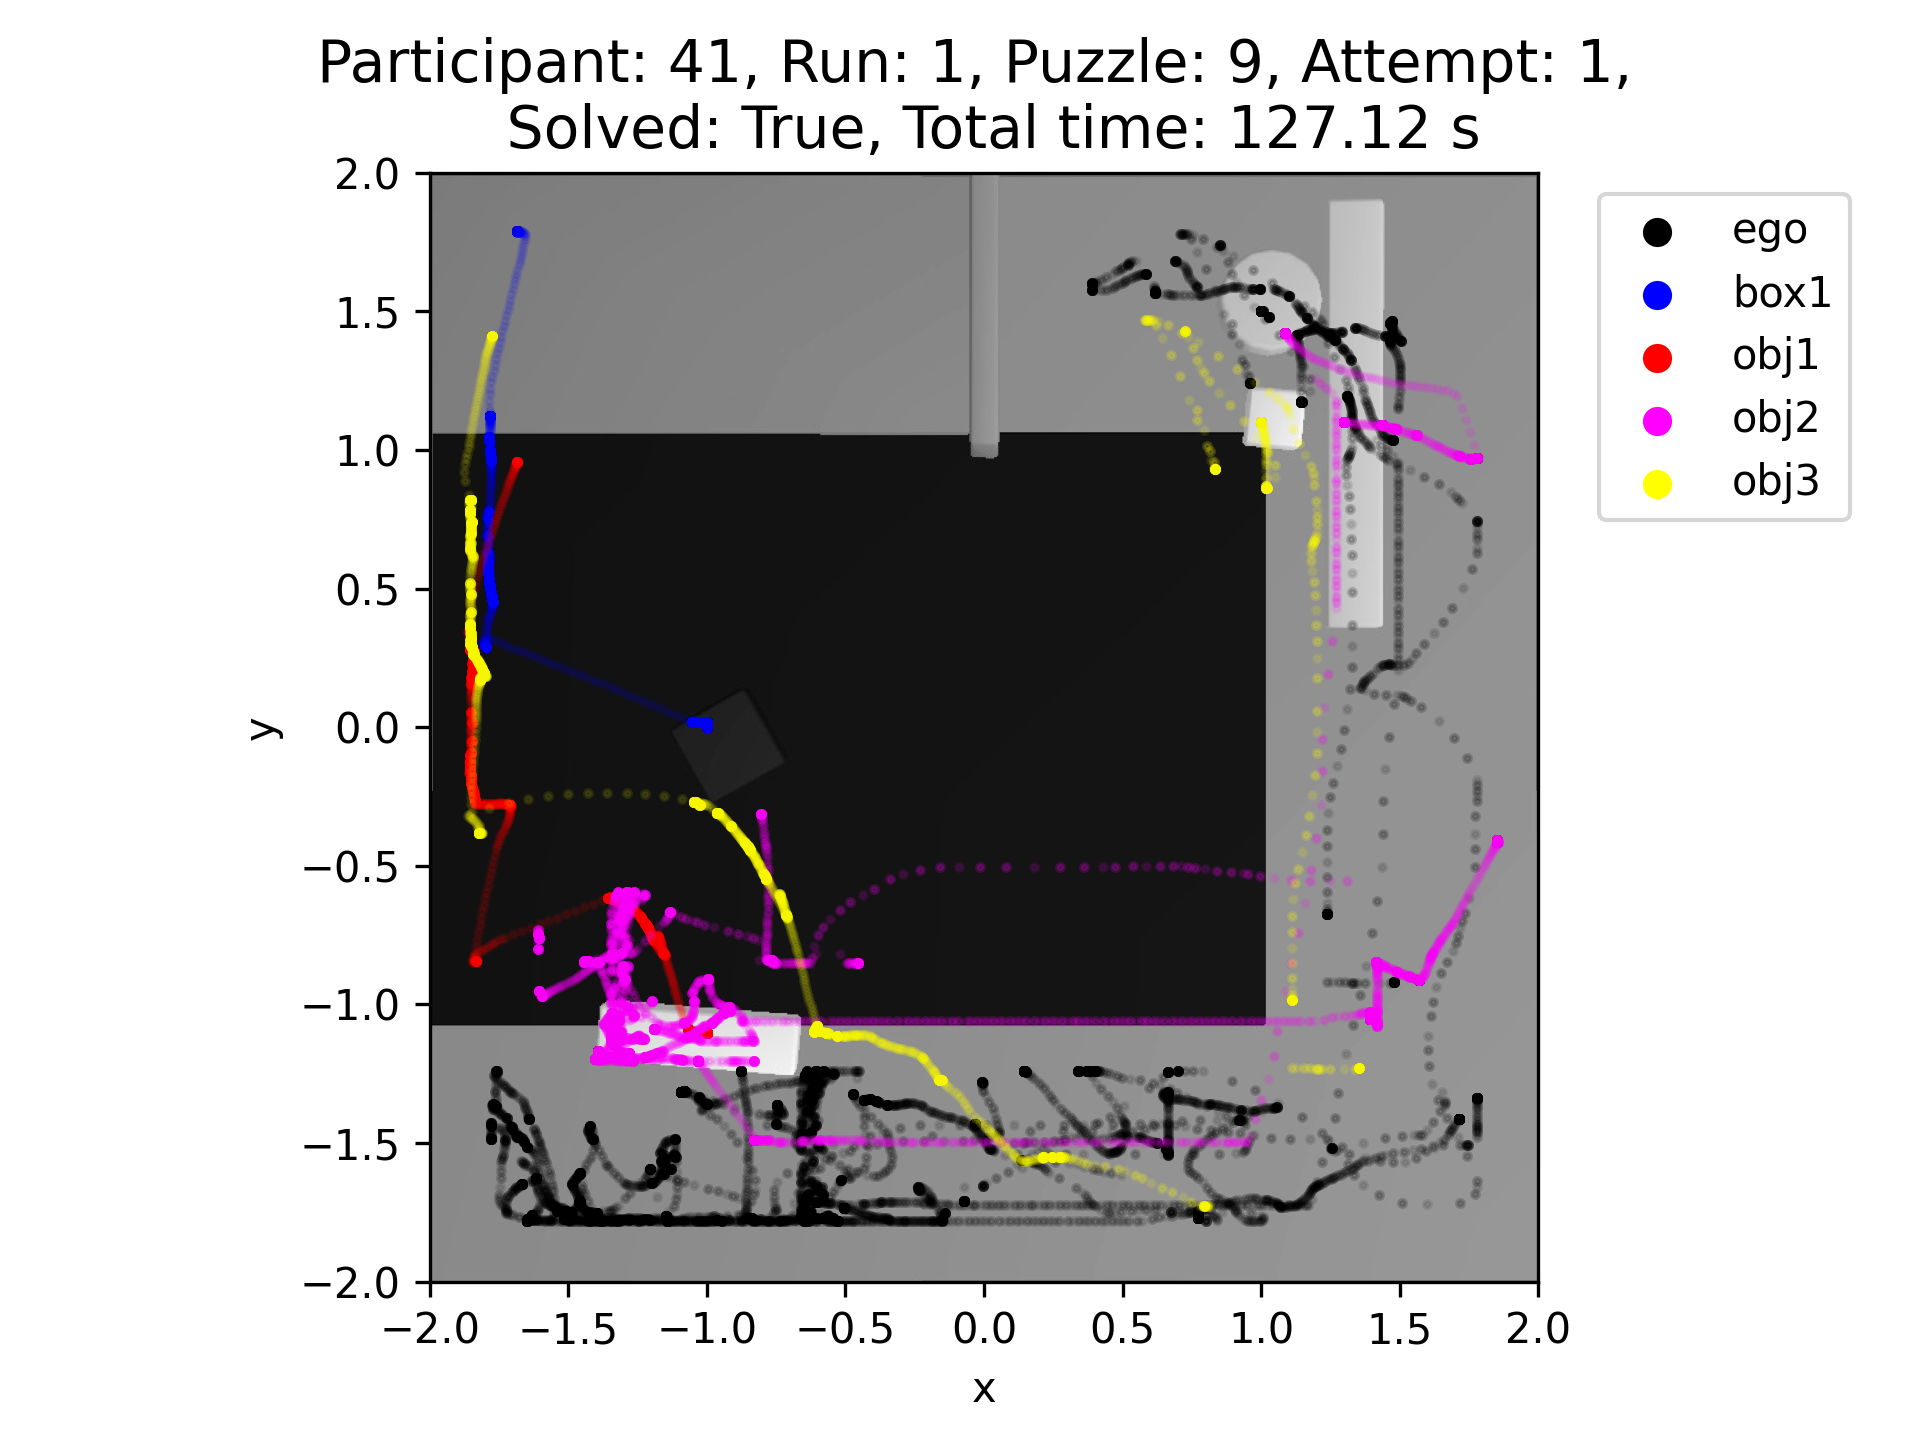 Participant: 41, Run: 1, Puzzle: 9, Attempt: 1,
Solved: True, Total time: 127.12 s
2.0
1.5
1.0
0.5
0.0
−0.5
−1.0
−1.5
−2.0
y
−2.0 −1.5 −1.0 −0.5 0.0 0.5 1.0 1.5 2.0
x
ego
box1
obj1
obj2
obj3